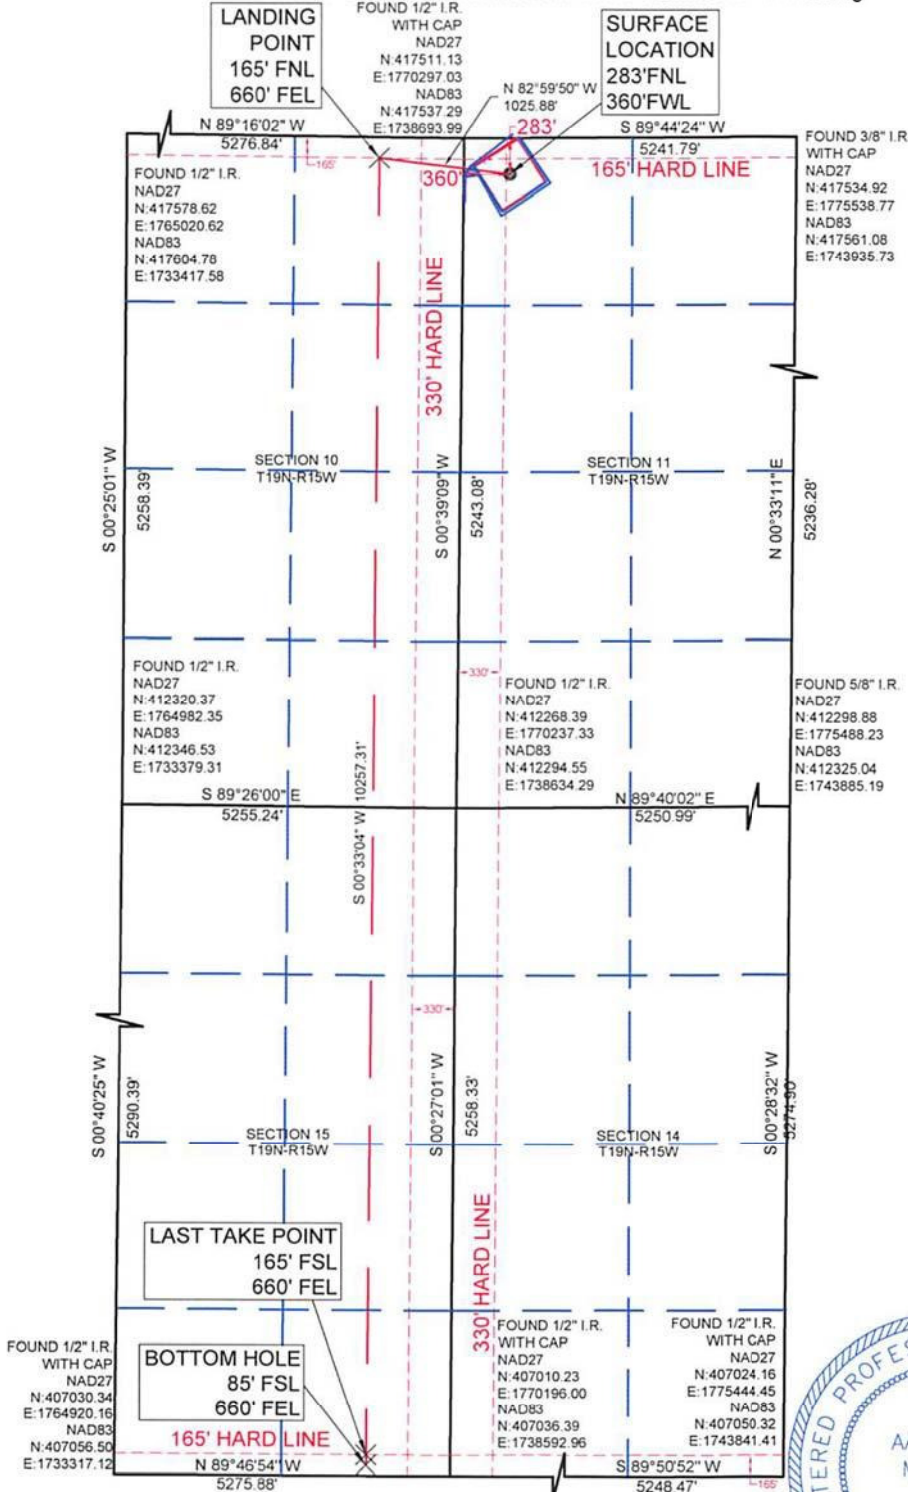 LANDING
POINT
165' FNL
660' FEL
FOUND 1/2" I.R.
WITH CAP
NAD27
N:417511.13
E:1770297.03
NAD83
N:417537.29
E:1738693.99
SURFACE
LOCATION
283'FNL
360'FWL
N 82°59'50" W
1025.88'
N 89°16'02" W
5276.84'
283'
S 89°44'24" W
5241.79'
165'
360'
165' HARD LINE
FOUND 1/2" I.R.
NAD27
N:417578.62
E:1765020.62
NAD83
N:417604.78
E:1733417.58
FOUND 3/8" I.R.
WITH CAP
NAD27
N:417534.92
E:1775538.77
NAD83
N:417561.08
E:1743935.73
330' HARD LINE
SECTION 10
T19N-R15W
SECTION 11
T19N-R15W
S 00°25'01" W
5258.39'
S 00°39'09" W
5243.08'
N 00°33'11" E
5236.28'
FOUND 1/2" I.R.
NAD27
N:412320.37
E:1764982.35
NAD83
N:412346.53
E:1733379.31
330'
FOUND 1/2" I.R.
NAD27
N:412268.39
E:1770237.33
NAD83
N:412294.55
E:1738634.29
FOUND 5/8" I.R.
NAD27
N:412298.88
E:1775488.23
NAD83
N:412325.04
E:1743885.19
S 89°26'00" E
5255.24'
S 00°33'04" W 10257.31'
N 89°40'02" E
5250.99'
330'
S 00°40'25" W
5290.39'
S 00°27'01" W
5258.33'
S 00°28'32" W
5274.90'
SECTION 15
T19N-R15W
SECTION 14
T19N-R15W
LAST TAKE POINT
165' FSL
660' FEL
330' HARD LINE
BOTTOM HOLE
85' FSL
660' FEL
FOUND 1/2" I.R.
WITH CAP
NAD27
N:407030.34
E:1764920.16
NAD83
N:407056.50
E:1733317.12
FOUND 1/2" I.R.
WITH CAP
NAD27
N:407010.23
E:1770196.00
NAD83
N:407036.39
E:1738592.96
FOUND 1/2" I.R.
WITH CAP
NAD27
N:407024.16
E:1775444.45
NAD83
N:407050.32
E:1743841.41
165' HARD LINE
N 89°46'54" W
5275.88'
S 89°50'52" W
5248.47'
165'